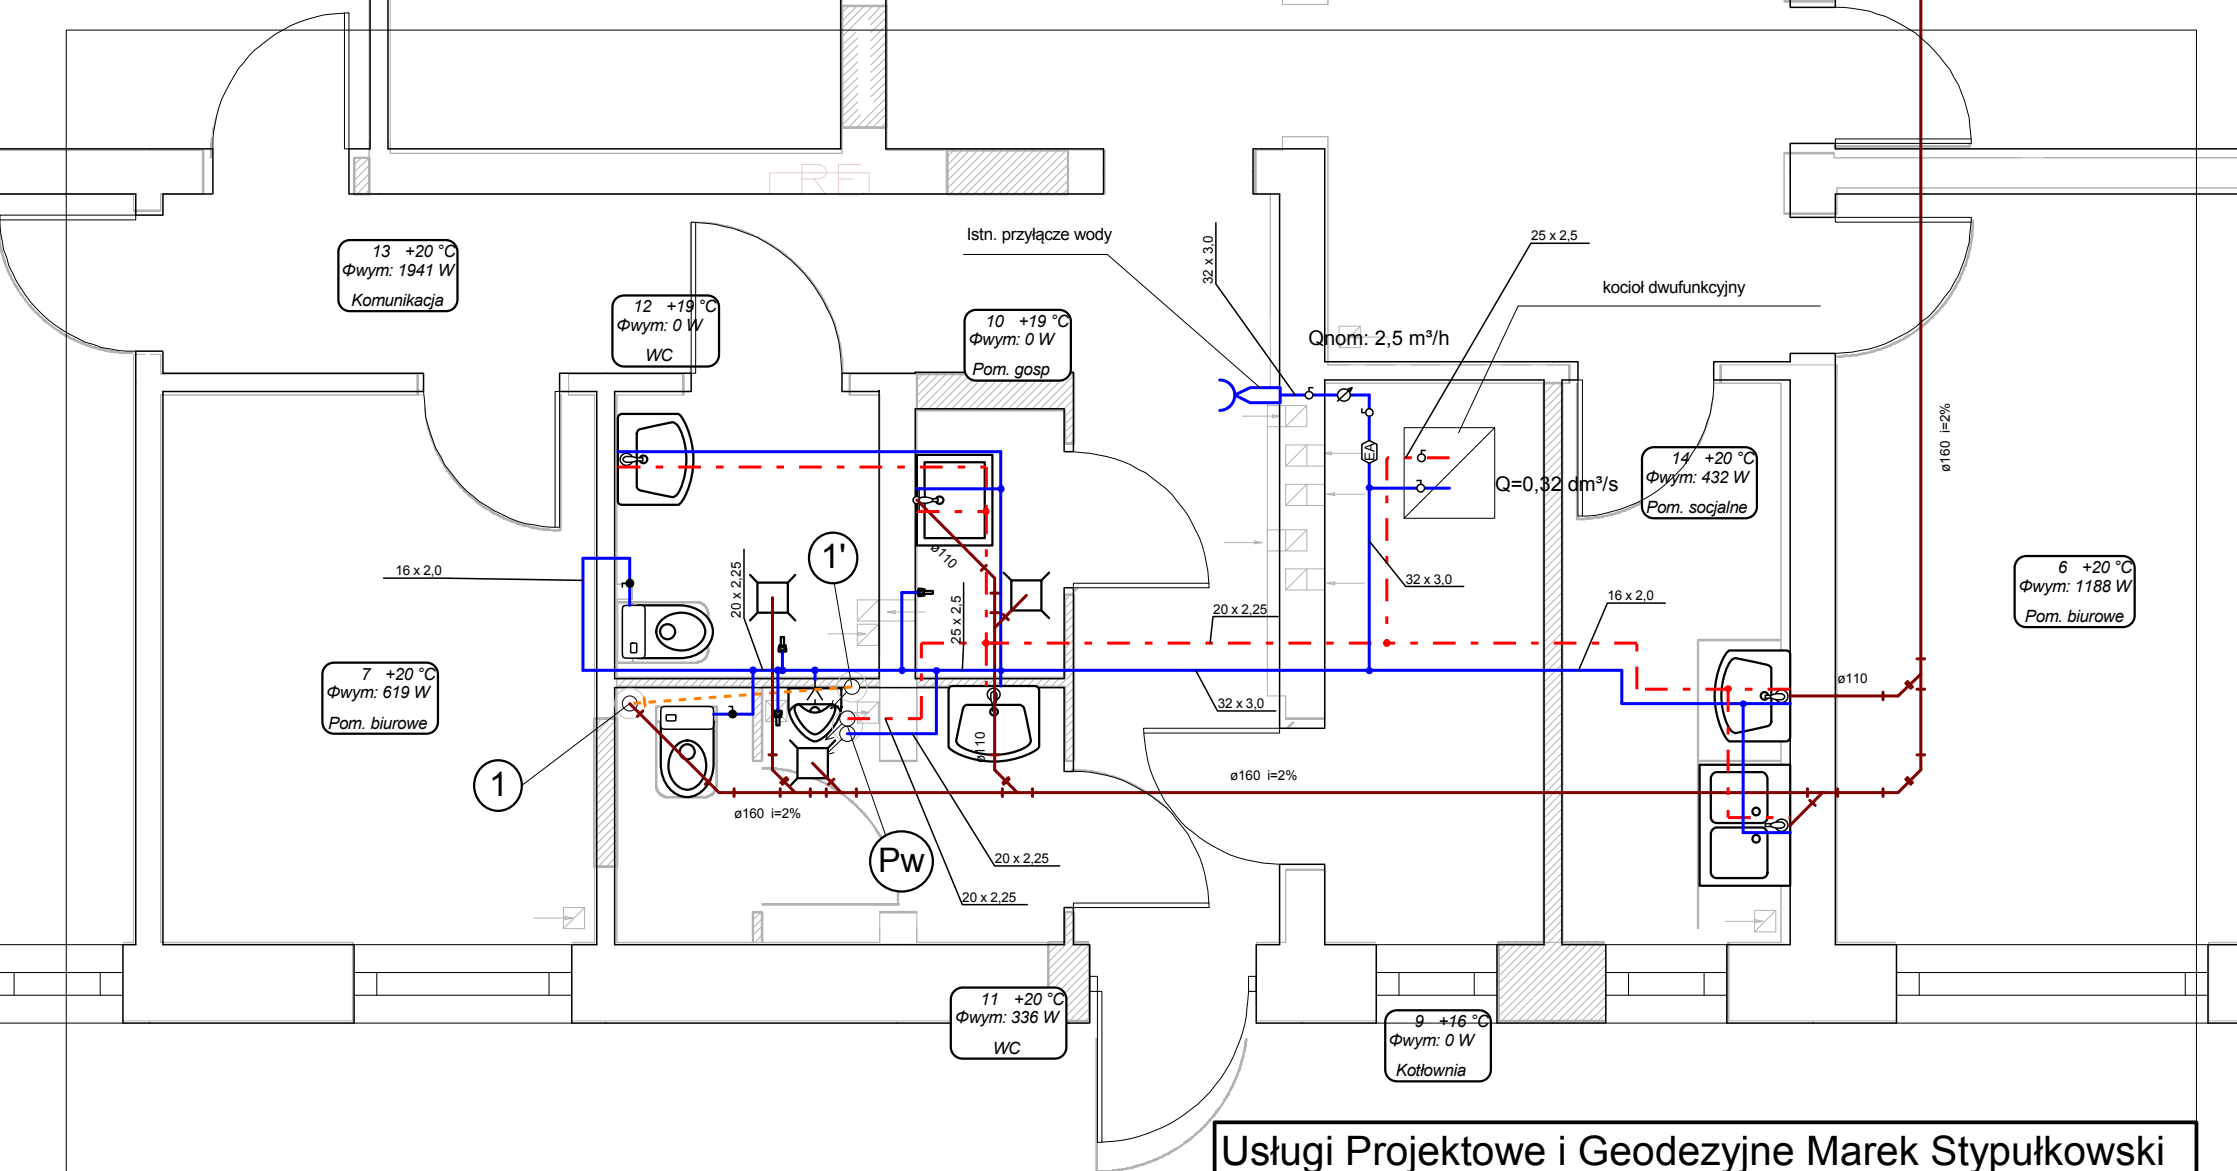 RE
13 +20 °C
Φwym: 1941 W
Komunikacja
12 +19 °C
Φwym: 0 W
WC
Istn. przyłącze wody
10 +19 °C
Φwym: 0 W
Pom. gosp
32 x 3,0
25 x 2,5
kocioł dwufunkcyjny
Qnom: 2,5 m³/h
EA
Q=0,32 dm³/s
14 +20 °C
Φwym: 432 W
Pom. socjalne
ø160 i=2%
6 +20 °C
Φwym: 1188 W
Pom. biurowe
16 x 2,0
20 x 2,25
1'
ø110
25 x 2,5
20 x 2,25
32 x 3,0
16 x 2,0
7 +20 °C
Φwym: 619 W
Pom. biurowe
ø110
32 x 3,0
ø110
1
ø160 i=2%
ø160 i=2%
Pw
20 x 2,25
20 x 2,25
11 +20 °C
Φwym: 336 W
WC
9 +16 °C
Φwym: 0 W
Kotłownia
Usługi Projektowe i Geodezyjne Marek Stypułkowski